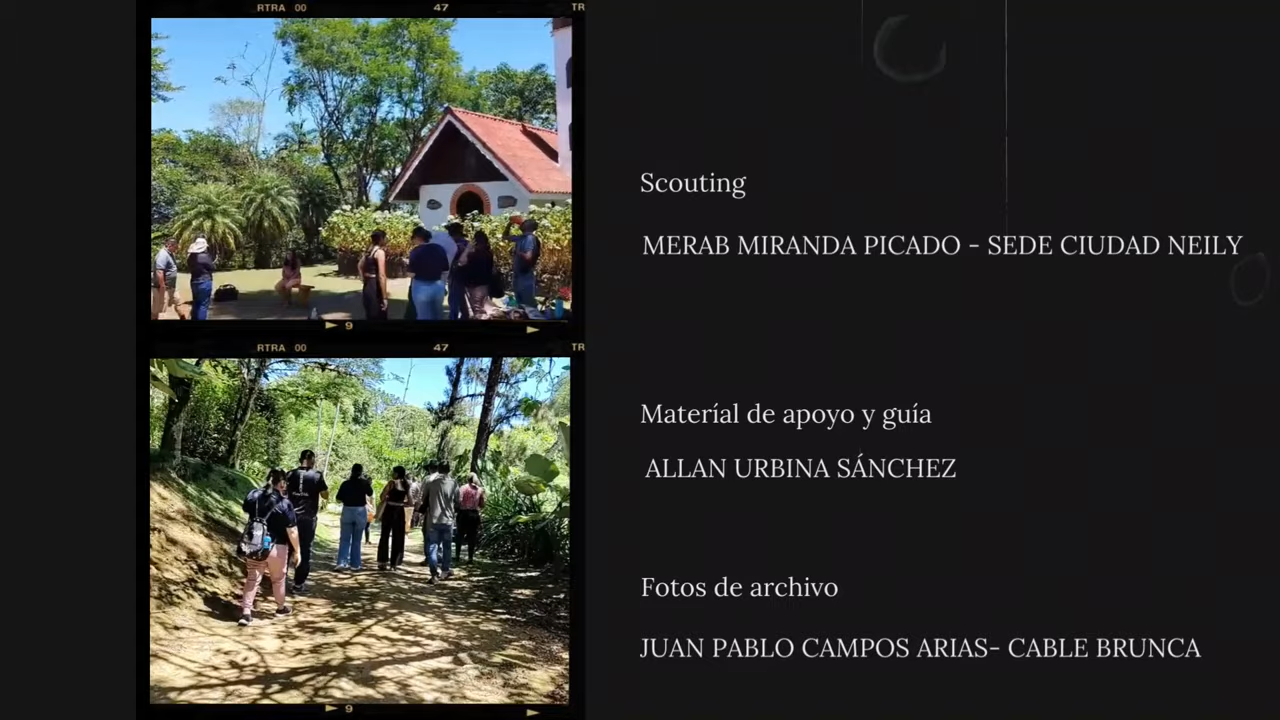 RTRA 00 47 TR
Scouting
MERAB MIRANDA PICADO - SEDE CIUDAD NEILY
9
RTRA 00 47 TR
Materíal de apoyo y guía
ALLAN URBINA SÁNCHEZ
Fotos de archivo
JUAN PABLO CAMPOS ARIAS- CABLE BRUNCA
9